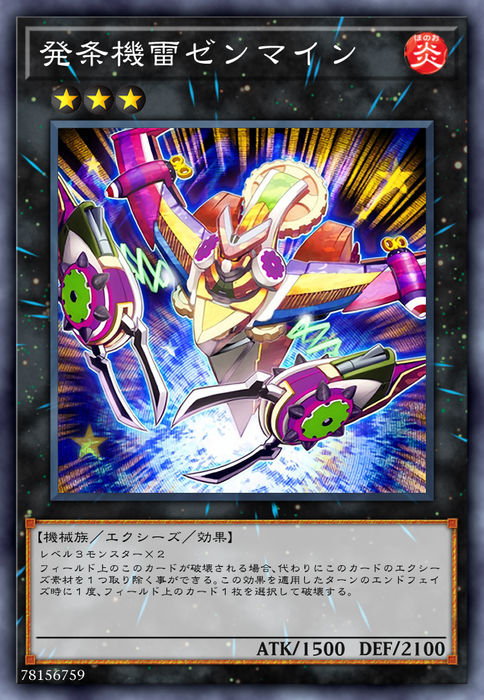 発条機雷ゼンマイン
ほのお
炎
【機械族／エクシーズ／効果】
レベル３モンスター×２
フィールド上のこのカードが破壊される場合、代わりにこのカードのエクシー
ズ素材を１つ取り除く事ができる。この効果を適用したターンのエンドフェイ
ズ時に１度、フィールド上のカード１枚を選択して破壊する。
ATK/1500 DEF/2100
78156759